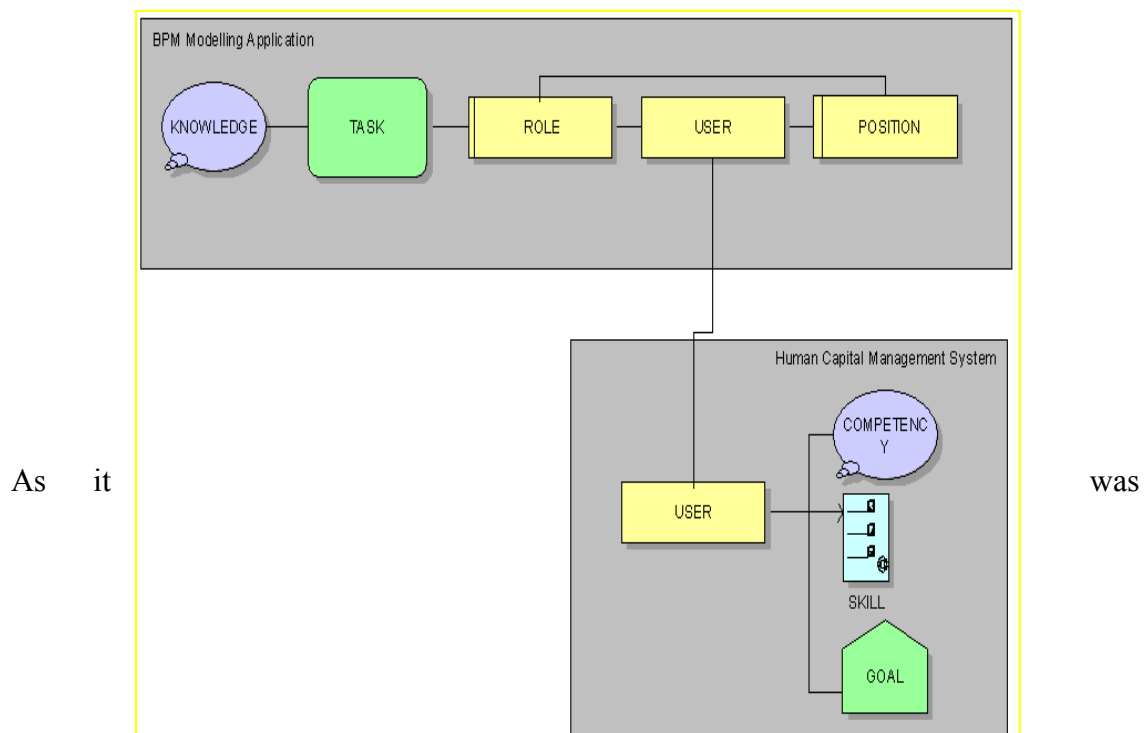 BPM Modelling Application
KNOWLEDGE
TASK
ROLE
USER
POSITION
Human Capital Management System
COMPETENC
Y
As it was
USER
SKILL
GOAL